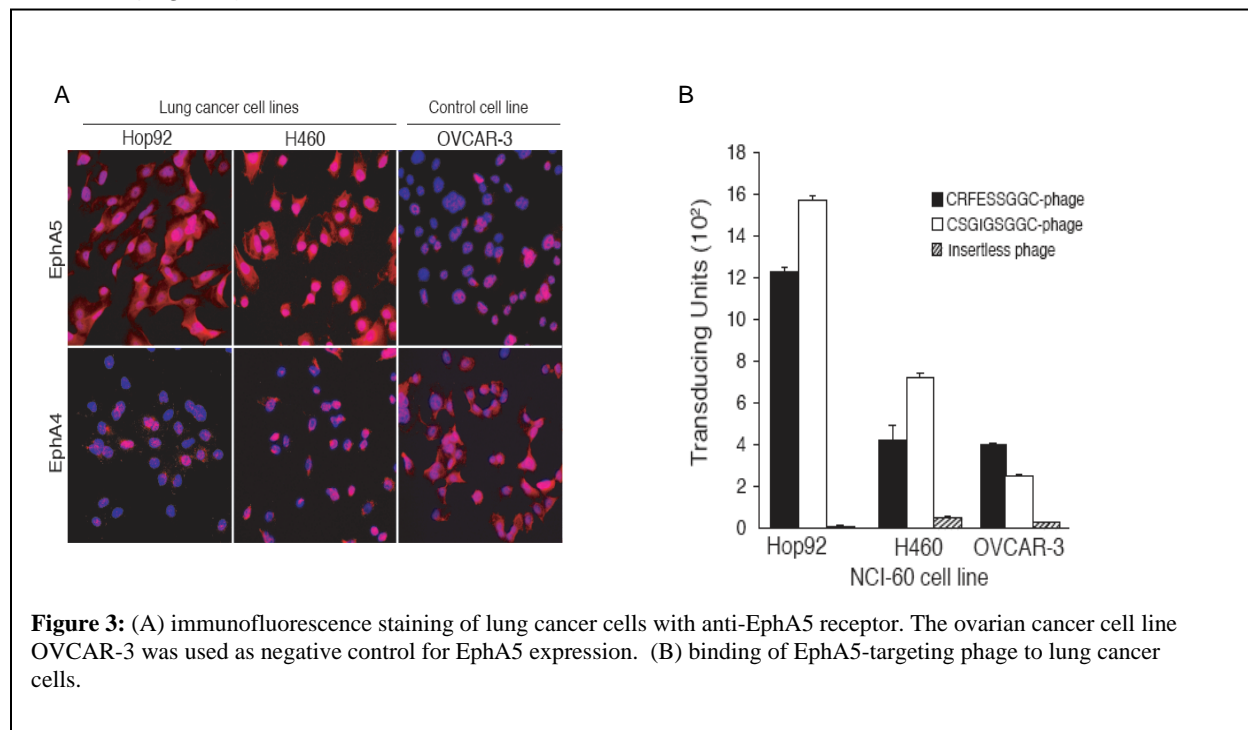 A
Lung cancer cell lines
Control cell line
Hop92
H460
OVCAR-3
EphA5
EphA4
B
18
16
14
12
10
8
6
4
2
0
Transducing Units (10²)
CRFESSGGC-phage
CSGIGSGGC-phage
Insertless phage
Hop92
H460
OVCAR-3
NCI-60 cell line
Figure 3: (A) immunofluorescence staining of lung cancer cells with anti-EphA5 receptor. The ovarian cancer cell line
OVCAR-3 was used as negative control for EphA5 expression. (B) binding of EphA5-targeting phage to lung cancer
cells.